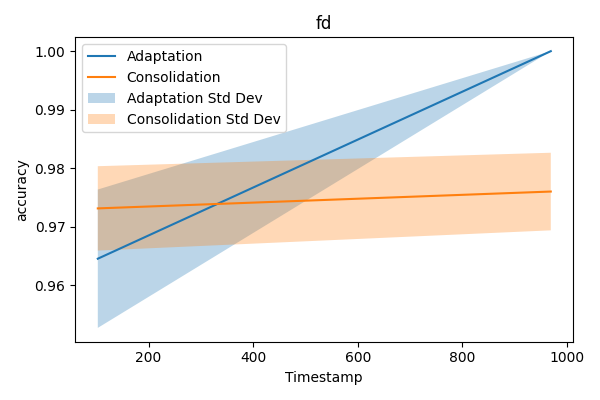 fd
Adaptation
Consolidation
Adaptation Std Dev
Consolidation Std Dev
accuracy
1.00
0.99
0.98
0.97
0.96
200 400 600 800 1000
Timestamp